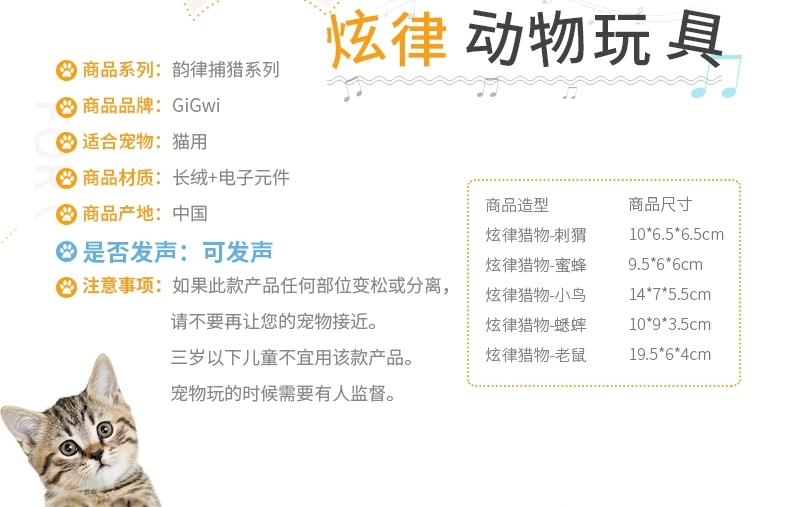 炫律 动物玩具
商品系列：韵律捕猎系列
商品品牌：GiGwi
适合宠物：猫用
商品材质：长绒+电子元件
商品产地：中国
是否发声：可发声
注意事项：如果此款产品任何部位变松或分离，
请不要再让您的宠物接近。
三岁以下儿童不宜用该款产品。
宠物玩的时候需要有人监督。
商品造型 商品尺寸
炫律猎物-刺猬 10*6.5*6.5cm
炫律猎物-蜜蜂 9.5*6*6cm
炫律猎物-小鸟 14*7*5.5cm
炫律猎物-蟋蟀 10*9*3.5cm
炫律猎物-老鼠 19.5*6*4cm